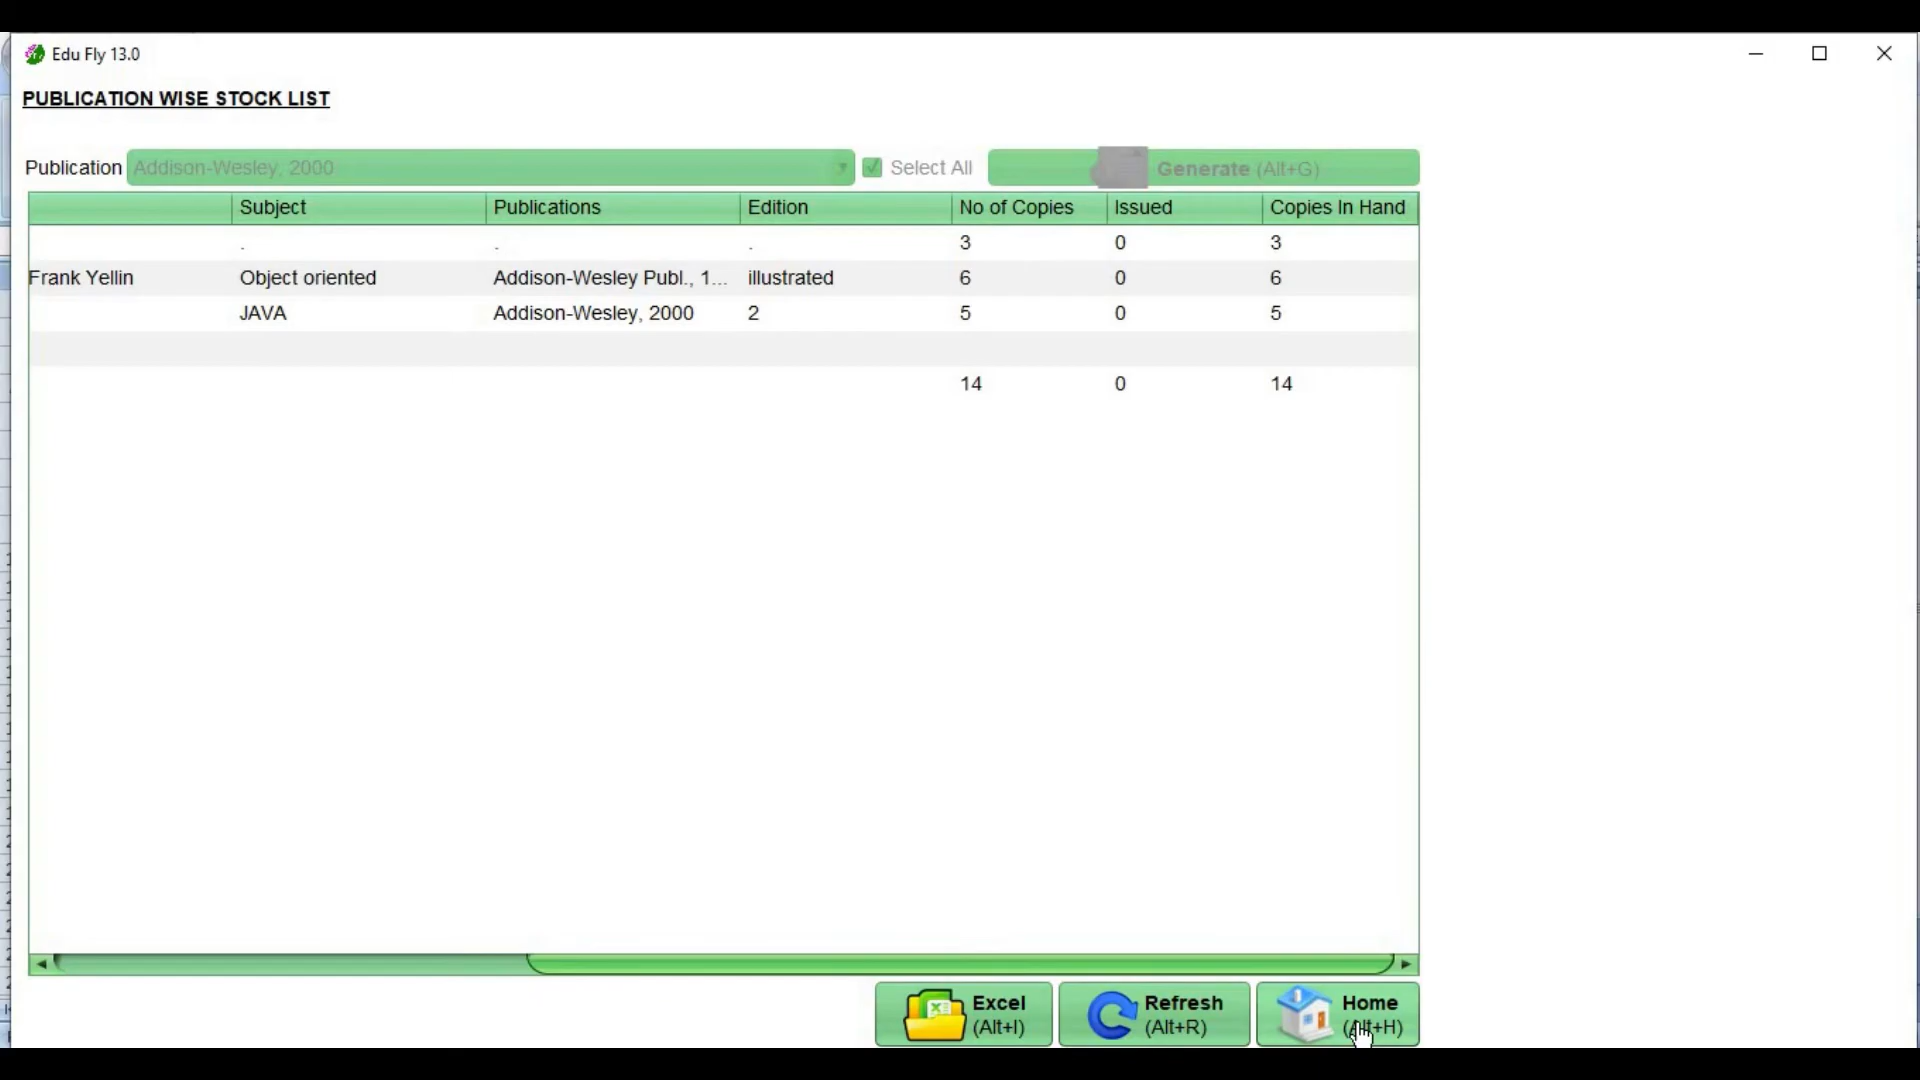 Edu Fly 13.0
PUBLICATION WISE STOCK LIST
Publication Addison-Wesley, 2000 Select All Generate (Alt+G)
Subject Publications Edition No of Copies Issued Copies In Hand
. . . 3 0 3
Frank Yellin Object oriented Addison-Wesley Publ., 1... illustrated 6 0 6
JAVA Addison-Wesley, 2000 2 5 0 5
14 0 14
Excel (Alt+I)
Refresh (Alt+R)
Home (Alt+H)